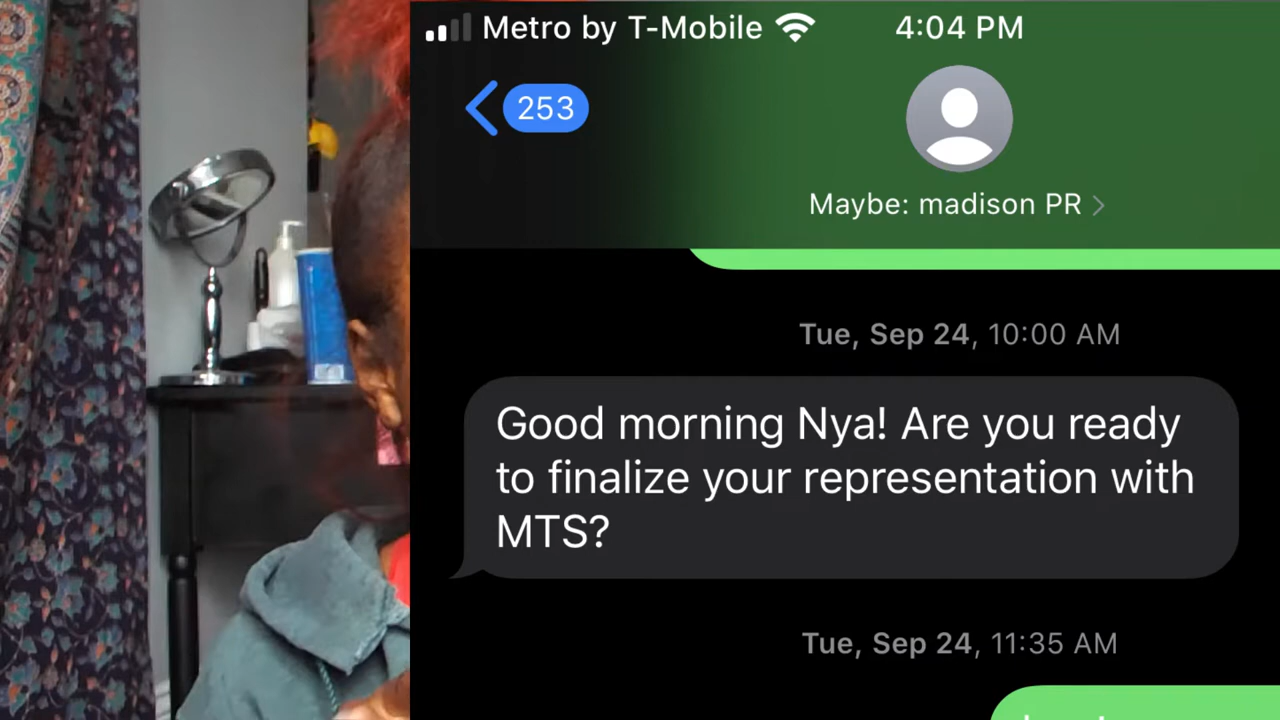 Metro by T-Mobile 4:04 PM
253
Maybe: madison PR
Tue, Sep 24, 10:00 AM
Good morning Nya! Are you ready
to finalize your representation with
MTS?
Tue, Sep 24, 11:35 AM